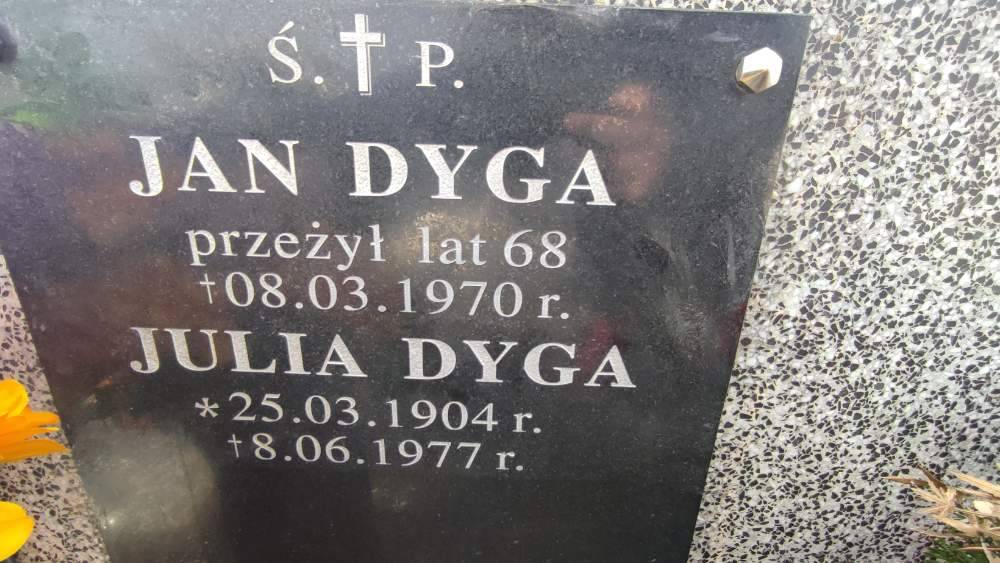 Ś. † P.
JAN DYGA
przeżył lat 68
†08.03.1970 r.
JULIA DYGA
*25.03.1904 r.
†8.06.1977 r.